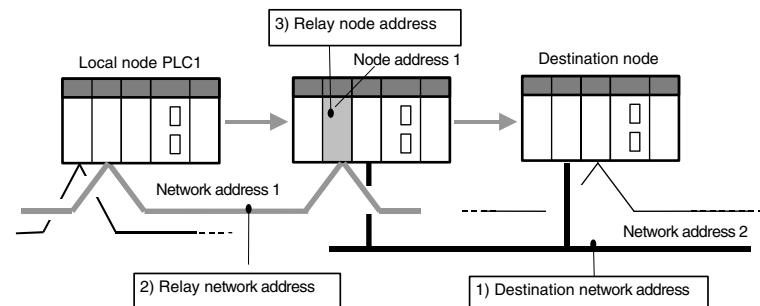 3) Relay node address
Local node PLC1
Node address 1
Destination node
Network address 1
Network address 2
2) Relay network address
1) Destination network address